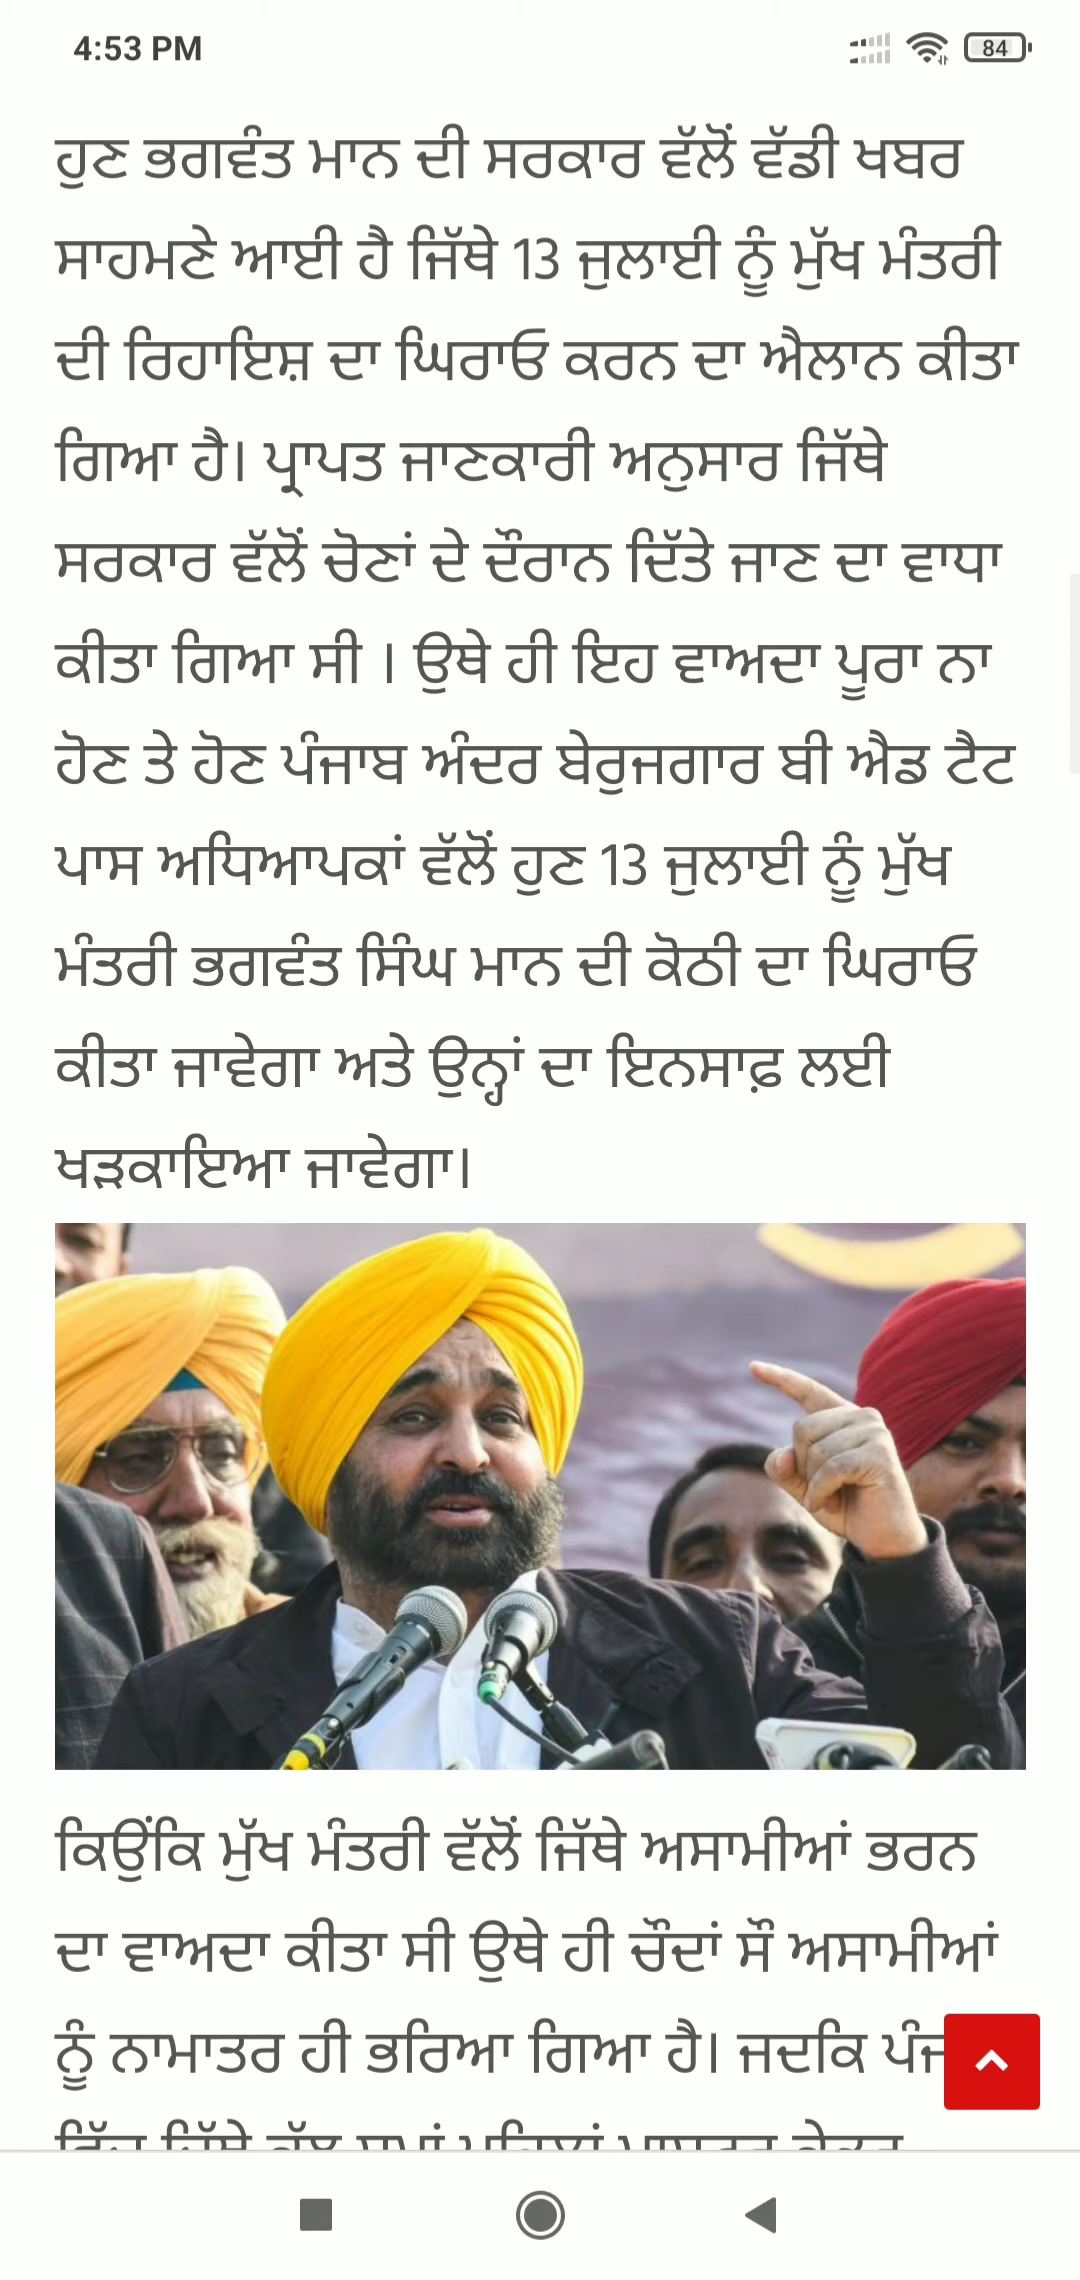 4:53 PM
84
ਹੁਣ ਭਗਵੰਤ ਮਾਨ ਦੀ ਸਰਕਾਰ ਵੱਲੋਂ ਵੱਡੀ ਖਬਰ
ਸਾਹਮਣੇ ਆਈ ਹੈ ਜਿੱਥੇ 13 ਜੁਲਾਈ ਨੂੰ ਮੁੱਖ ਮੰਤਰੀ
ਦੀ ਰਿਹਾਇਸ਼ ਦਾ ਘਿਰਾਓ ਕਰਨ ਦਾ ਐਲਾਨ ਕੀਤਾ
ਗਿਆ ਹੈ। ਪ੍ਰਾਪਤ ਜਾਣਕਾਰੀ ਅਨੁਸਾਰ ਜਿੱਥੇ
ਸਰਕਾਰ ਵੱਲੋਂ ਚੋਣਾਂ ਦੇ ਦੌਰਾਨ ਦਿੱਤੇ ਜਾਣ ਦਾ ਵਾਧਾ
ਕੀਤਾ ਗਿਆ ਸੀ । ਉਥੇ ਹੀ ਇਹ ਵਾਅਦਾ ਪੂਰਾ ਨਾ
ਹੋਣ ਤੇ ਹੋਣ ਪੰਜਾਬ ਅੰਦਰ ਬੇਰੁਜਗਾਰ ਬੀ ਐਡ ਟੈਟ
ਪਾਸ ਅਧਿਆਪਕਾਂ ਵੱਲੋਂ ਹੁਣ 13 ਜੁਲਾਈ ਨੂੰ ਮੁੱਖ
ਮੰਤਰੀ ਭਗਵੰਤ ਸਿੰਘ ਮਾਨ ਦੀ ਕੋਠੀ ਦਾ ਘਿਰਾਓ
ਕੀਤਾ ਜਾਵੇਗਾ ਅਤੇ ਉਨ੍ਹਾਂ ਦਾ ਇਨਸਾਫ਼ ਲਈ
ਖੜਕਾਇਆ ਜਾਵੇਗਾ।
ਕਿਉਂਕਿ ਮੁੱਖ ਮੰਤਰੀ ਵੱਲੋਂ ਜਿੱਥੇ ਅਸਾਮੀਆਂ ਭਰਨ
ਦਾ ਵਾਅਦਾ ਕੀਤਾ ਸੀ ਉਥੇ ਹੀ ਚੌਦਾਂ ਸੌ ਅਸਾਮੀਆਂ
ਨੂੰ ਨਾਮਾਤਰ ਹੀ ਭਰਿਆ ਗਿਆ ਹੈ। ਜਦਕਿ